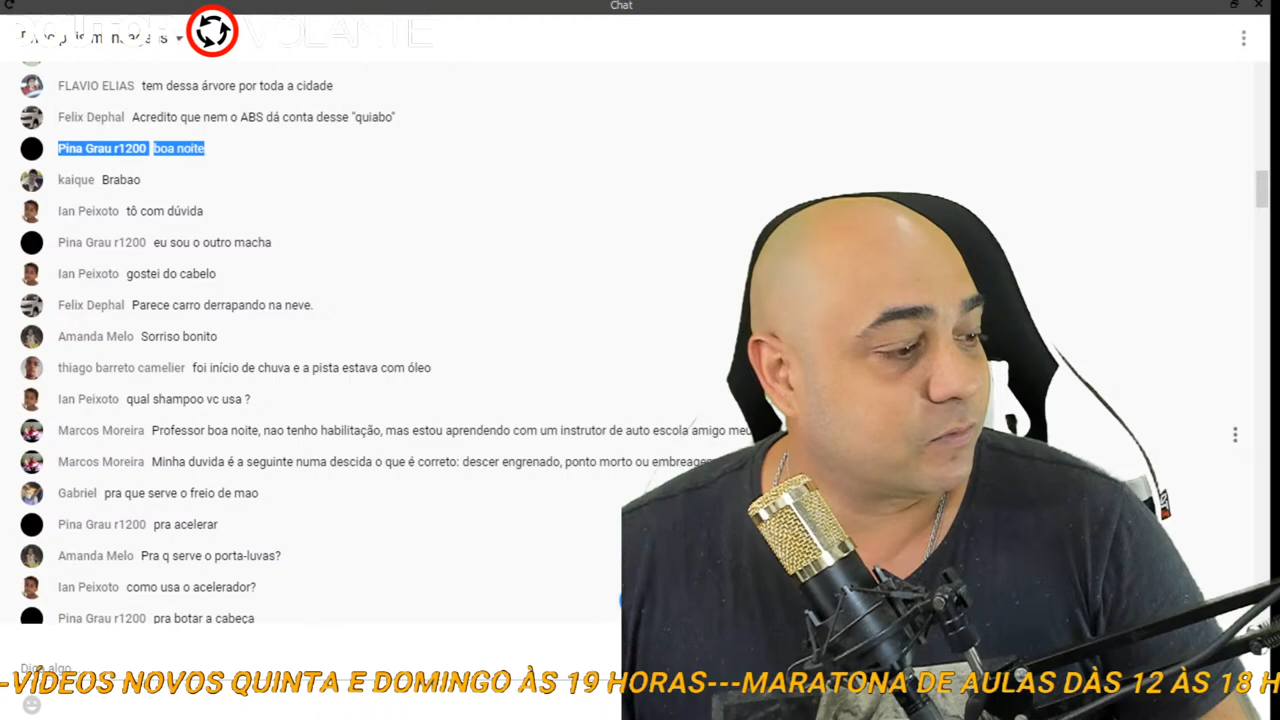 Chat
DOUTOR VOLANTE
Principais mensagens
FLAVIO ELIAS tem dessa árvore por toda a cidade
Felix Dephal Acredito que nem o ABS dá conta desse "quiabo"
Pina Grau r1200 boa noite
kaique Brabao
Ian Peixoto tô com dúvida
Pina Grau r1200 eu sou o outro macha
Ian Peixoto gostei do cabelo
Felix Dephal Parece carro derrapando na neve.
Amanda Melo Sorriso bonito
thiago barreto camelier foi início de chuva e a pista estava com óleo
Ian Peixoto qual shampoo vc usa ?
Marcos Moreira Professor boa noite, nao tenho habilitação, mas estou aprendendo com um instrutor de auto escola amigo meu
Marcos Moreira Minha duvida é a seguinte numa descida o que é correto: descer engrenado, ponto morto ou
Gabriel pra que serve o freio de mao
Pina Grau r1200 pra acelerar
Amanda Melo Pra q serve o porta-luvas?
Ian Peixoto como usa o acelerador?
Pina Grau r1200 pra botar a cabeça
Diga algo
-VÍDEOS NOVOS QUINTA E DOMINGO ÀS 19 HORAS---MARATONA DE AULAS DÀS 12 ÀS 18 H